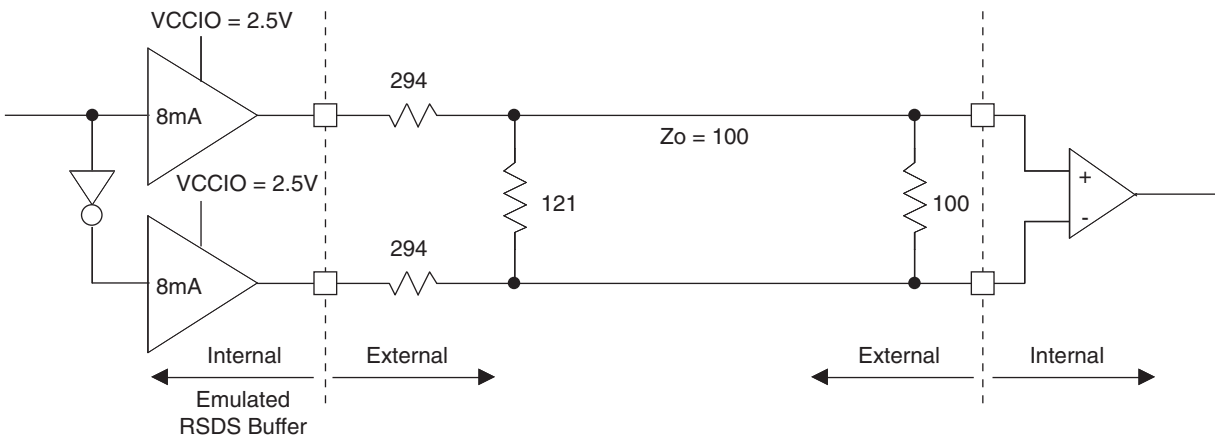 VCCIO = 2.5V
294
8mA
Zo = 100
VCCIO = 2.5V
121
100
+
-
294
8mA
Internal
External
External
Internal
Emulated
RSDS Buffer